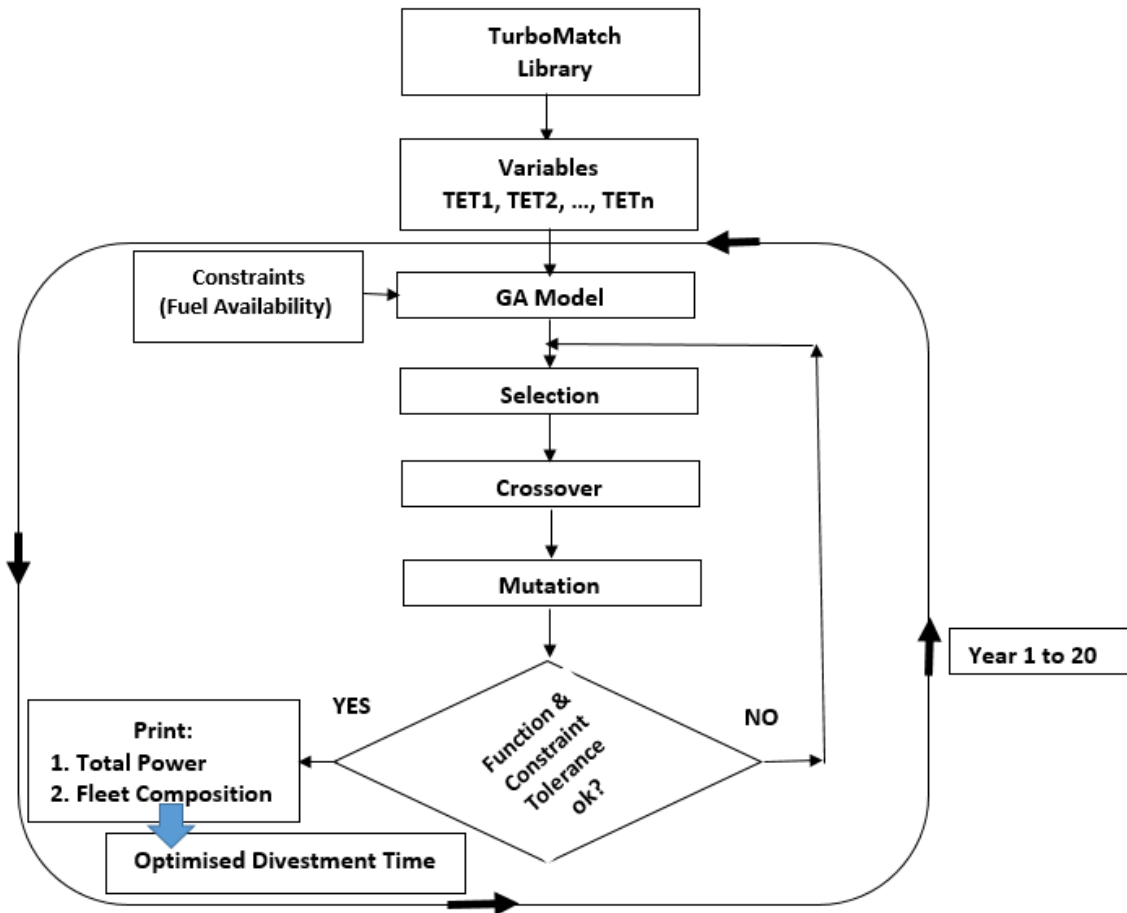 TurboMatch
Library
Variables
TET1, TET2, ..., TETn
Constraints
(Fuel Availability)
GA Model
Selection
Crossover
Mutation
Year 1 to 20
YES
NO
Function &
Constraint
Tolerance
ok?
Print:
1. Total Power
2. Fleet Composition
Optimised Divestment Time